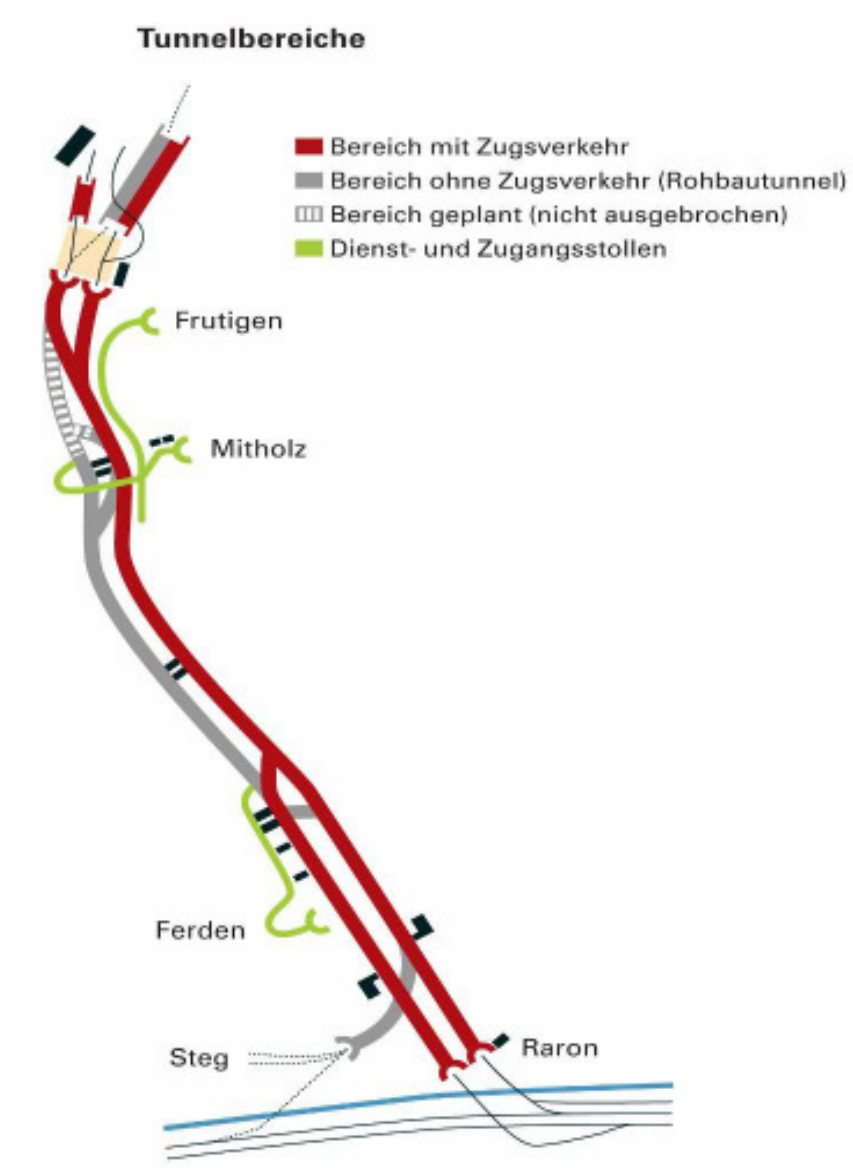 Tunnelbereiche
Bereich mit Zugsverkehr
Bereich ohne Zugsverkehr (Rohbautunnel)
Bereich geplant (nicht ausgebrochen)
Dienst- und Zugangsstollen
Frutigen
Mitholz
Ferden
Steg
Raron